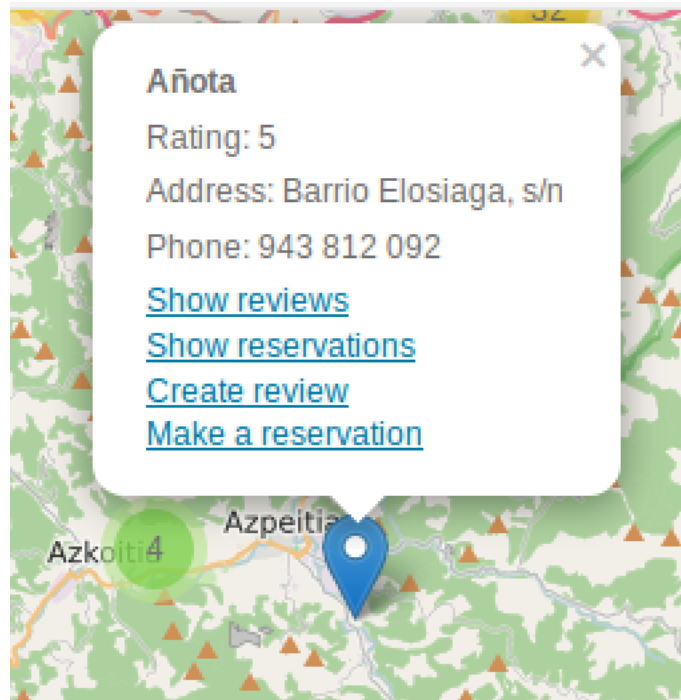 32
×
Añota
Rating: 5
Address: Barrio Elosiaga, s/n
Phone: 943 812 092
Show reviews
Show reservations
Create review
Make a reservation
Azpeitia
Azkoitia
4